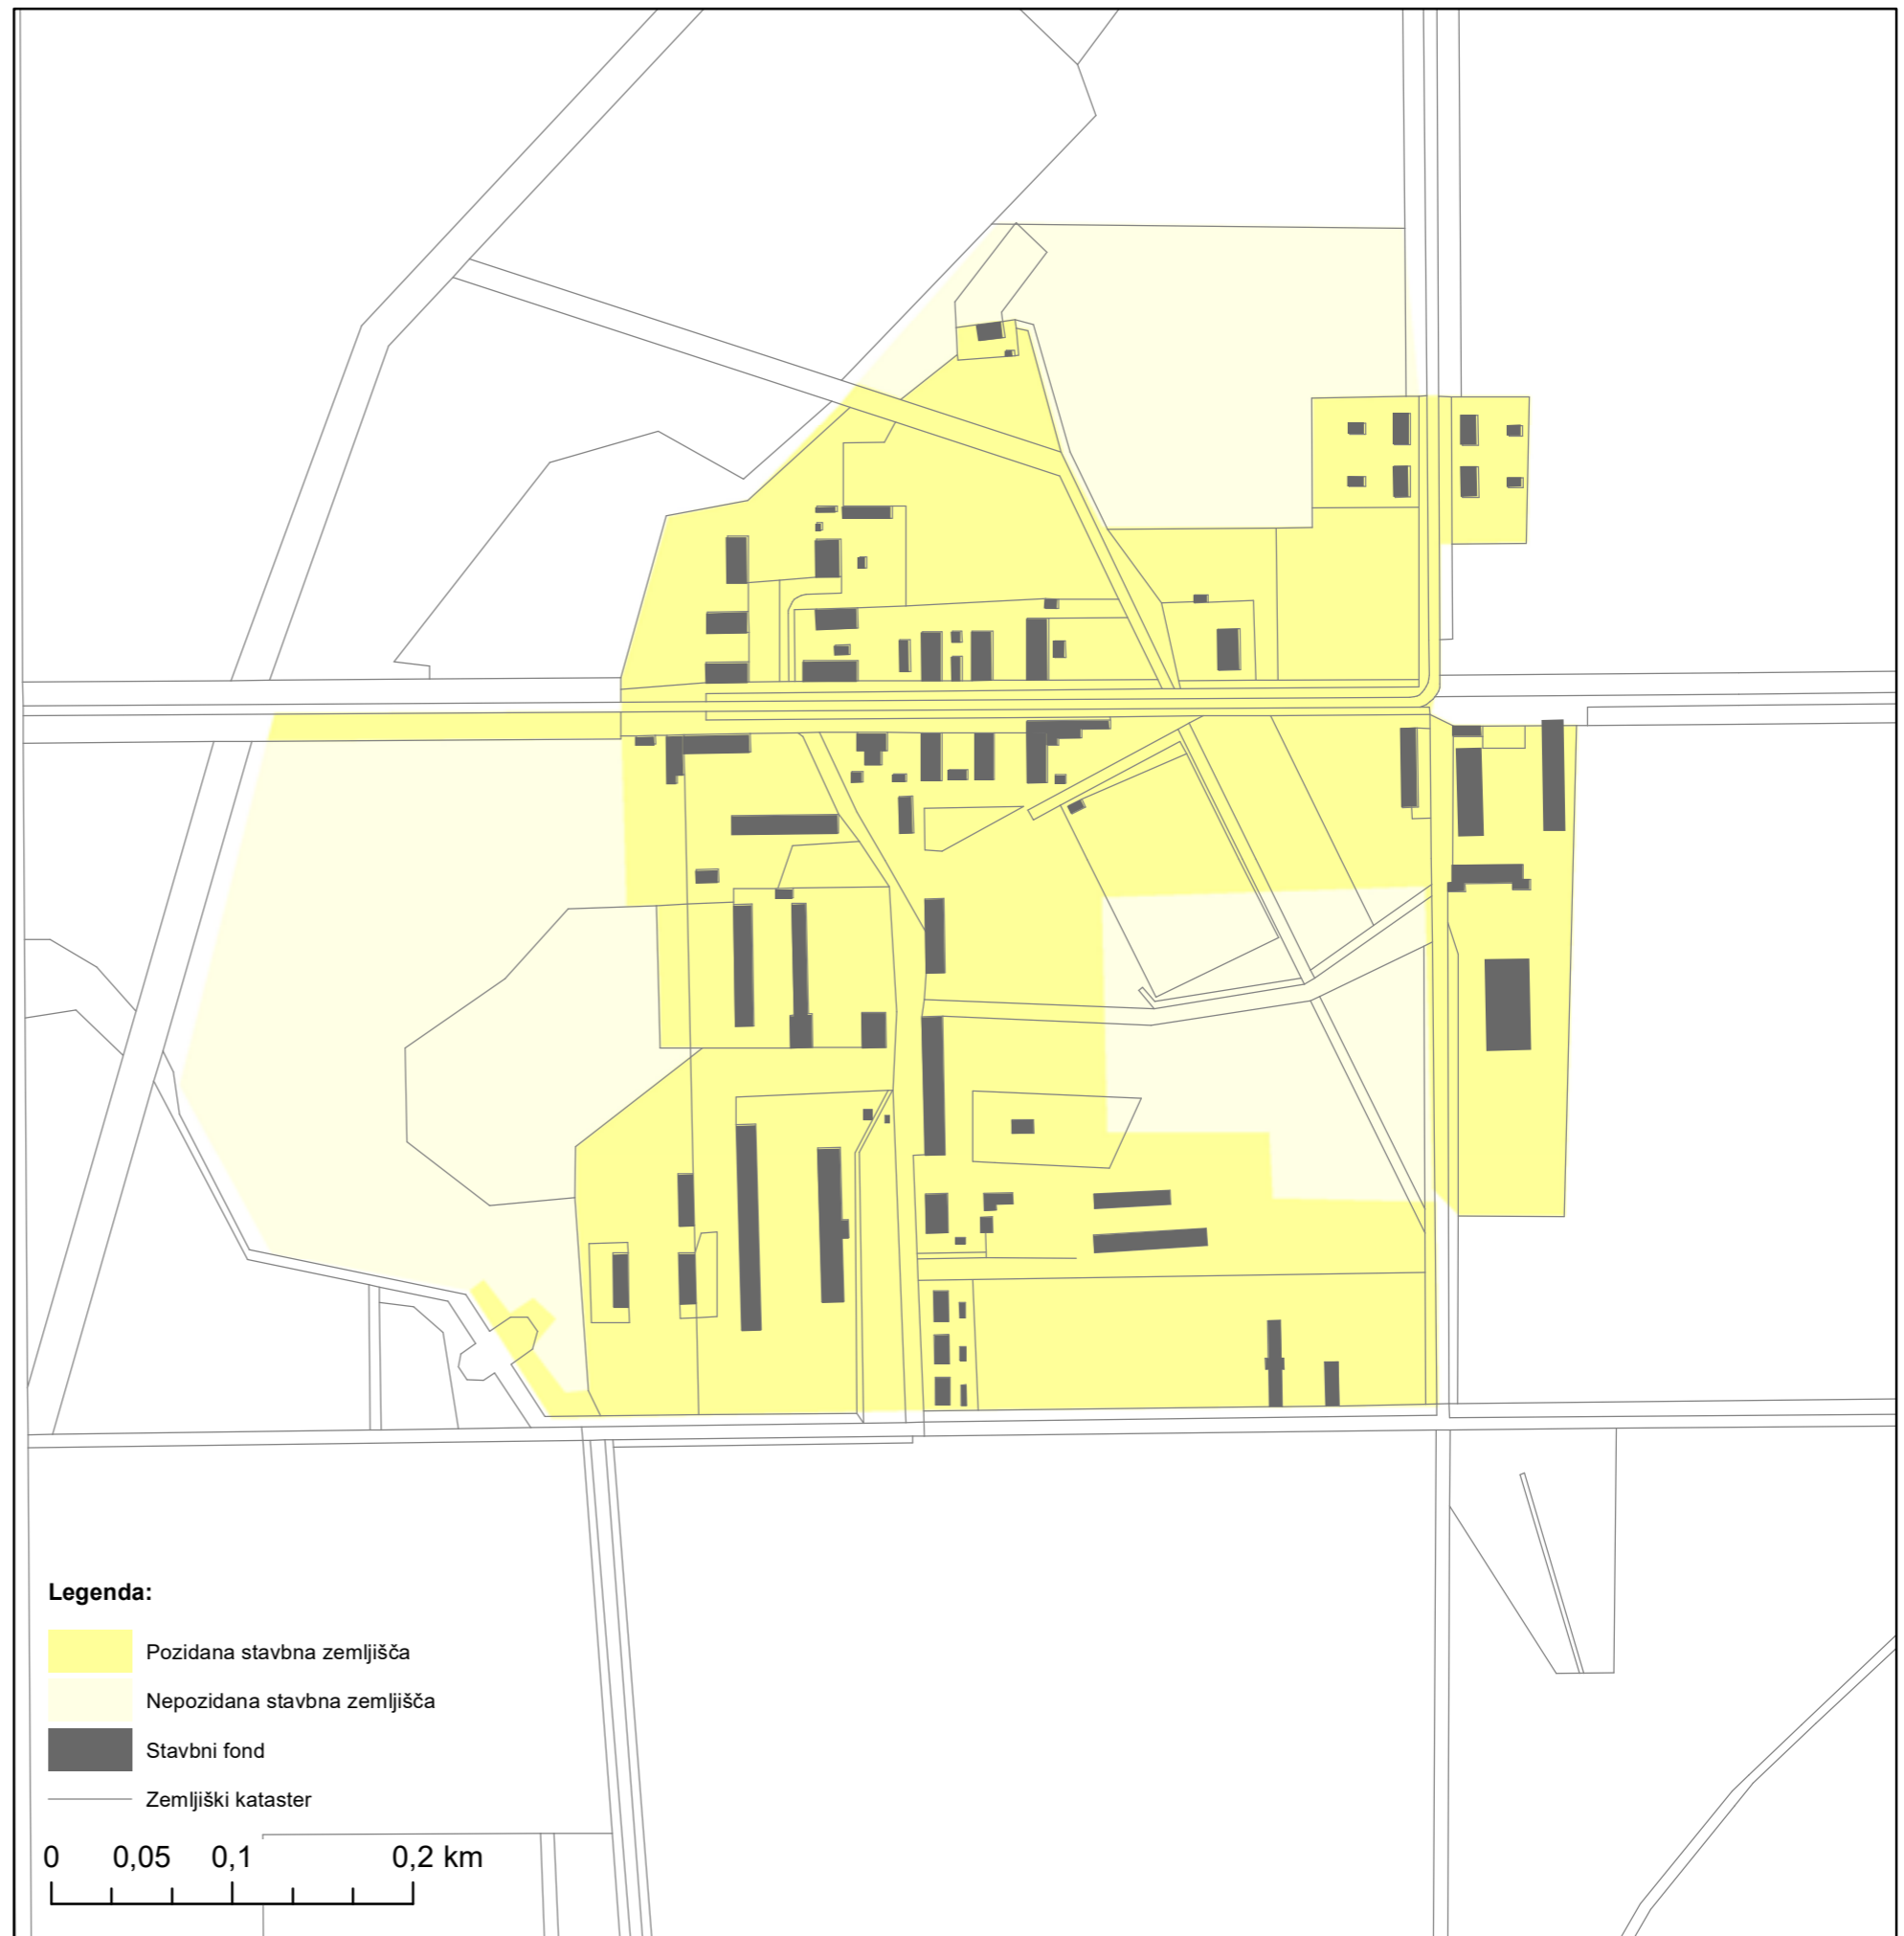 Legenda:
Pozidana stavbna zemljišča
Nepozidana stavbna zemljišča
Stavbni fond
Zemljiški kataster
0 0,05 0,1 0,2 km